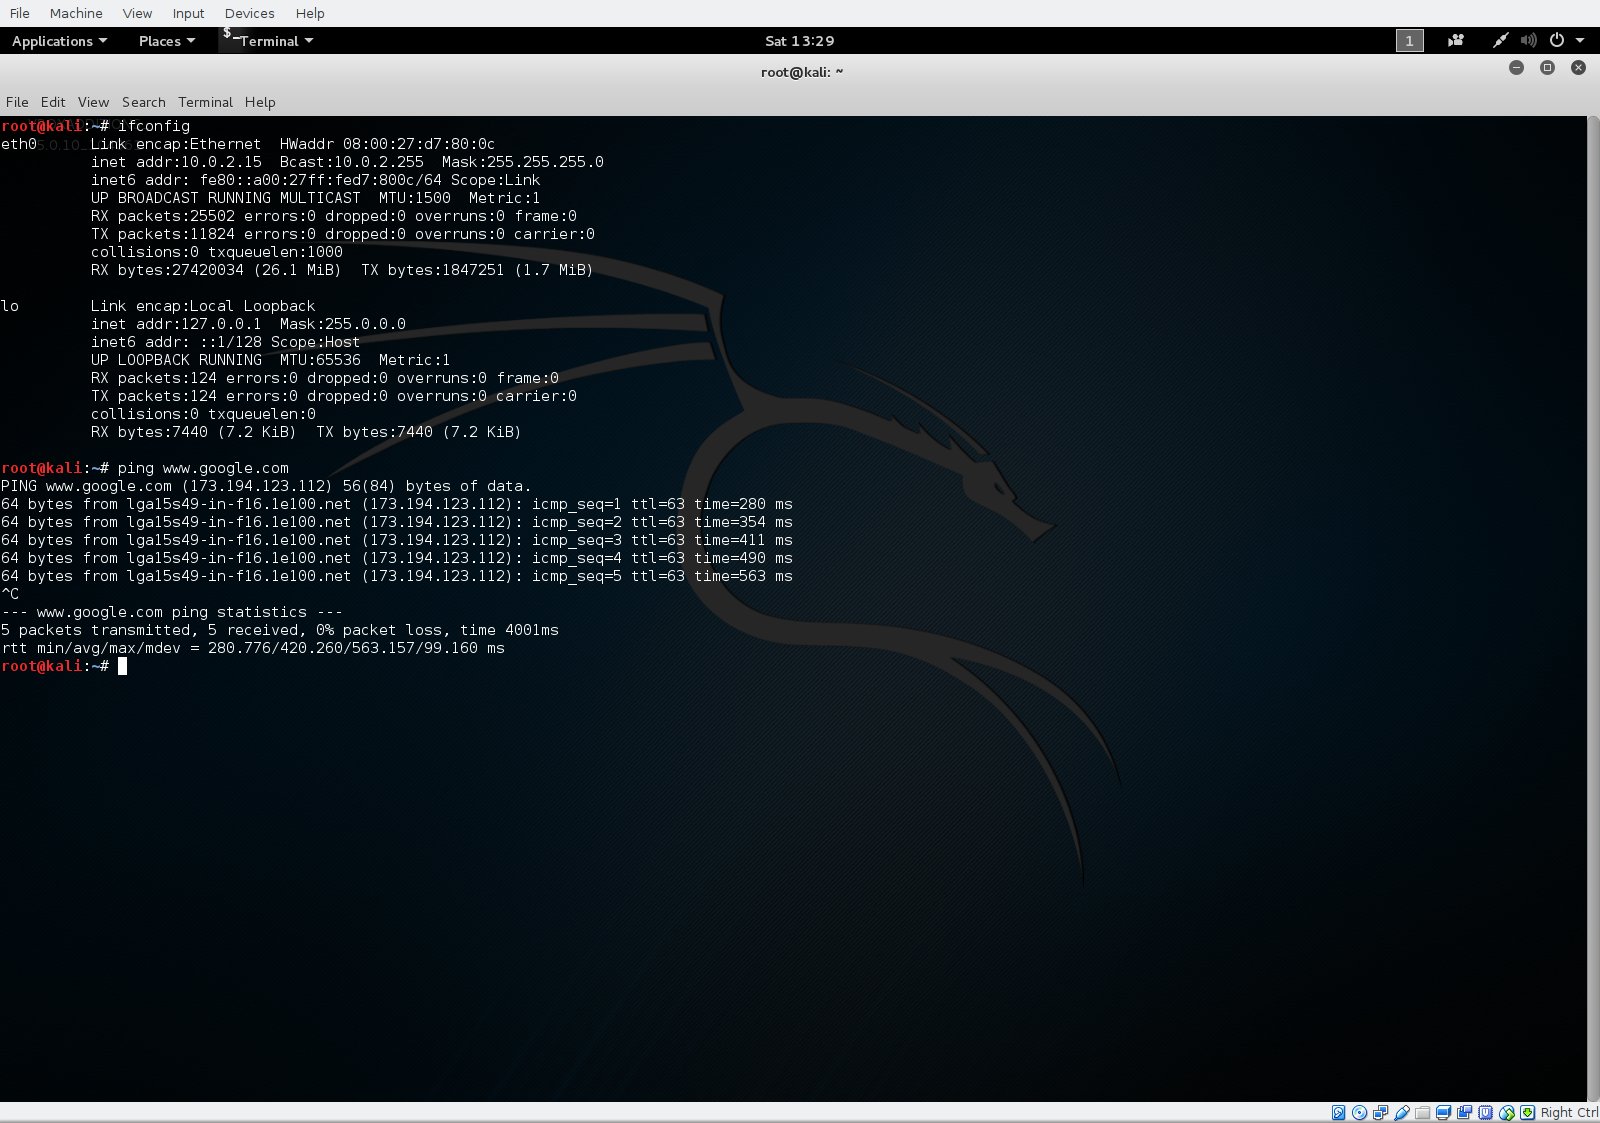 File Machine View Input Devices Help
Applications Places $_ Terminal Sat 13:29 1
root@kali: ~
File Edit View Search Terminal Help
root@kali:~# ifconfig
eth0      Link encap:Ethernet  HWaddr 08:00:27:d7:80:0c
          inet addr:10.0.2.15  Bcast:10.0.2.255  Mask:255.255.255.0
          inet6 addr: fe80::a00:27ff:fed7:800c/64 Scope:Link
          UP BROADCAST RUNNING MULTICAST  MTU:1500  Metric:1
          RX packets:25502 errors:0 dropped:0 overruns:0 frame:0
          TX packets:11824 errors:0 dropped:0 overruns:0 carrier:0
          collisions:0 txqueuelen:1000
          RX bytes:27420034 (26.1 MiB)  TX bytes:1847251 (1.7 MiB)
lo        Link encap:Local Loopback
          inet addr:127.0.0.1  Mask:255.0.0.0
          inet6 addr: ::1/128 Scope:Host
          UP LOOPBACK RUNNING  MTU:65536  Metric:1
          RX packets:124 errors:0 dropped:0 overruns:0 frame:0
          TX packets:124 errors:0 dropped:0 overruns:0 carrier:0
          collisions:0 txqueuelen:0
          RX bytes:7440 (7.2 KiB)  TX bytes:7440 (7.2 KiB)
root@kali:~# ping www.google.com
PING www.google.com (173.194.123.112) 56(84) bytes of data.
64 bytes from lga15s49-in-f16.1e100.net (173.194.123.112): icmp_seq=1 ttl=63 time=280 ms
64 bytes from lga15s49-in-f16.1e100.net (173.194.123.112): icmp_seq=2 ttl=63 time=354 ms
64 bytes from lga15s49-in-f16.1e100.net (173.194.123.112): icmp_seq=3 ttl=63 time=411 ms
64 bytes from lga15s49-in-f16.1e100.net (173.194.123.112): icmp_seq=4 ttl=63 time=490 ms
64 bytes from lga15s49-in-f16.1e100.net (173.194.123.112): icmp_seq=5 ttl=63 time=563 ms
^C
--- www.google.com ping statistics ---
5 packets transmitted, 5 received, 0% packet loss, time 4001ms
rtt min/avg/max/mdev = 280.776/420.260/563.157/99.160 ms
root@kali:~#
Right Ctrl